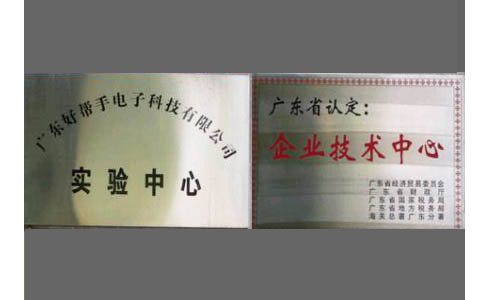 广东好帮手电子科技有限公司
实验中心
广东省认定：
企业技术中心
广东省经济贸易委员会
广东省财政厅
广东省国家税务局
广东省地方税务局
海关总署广东分署